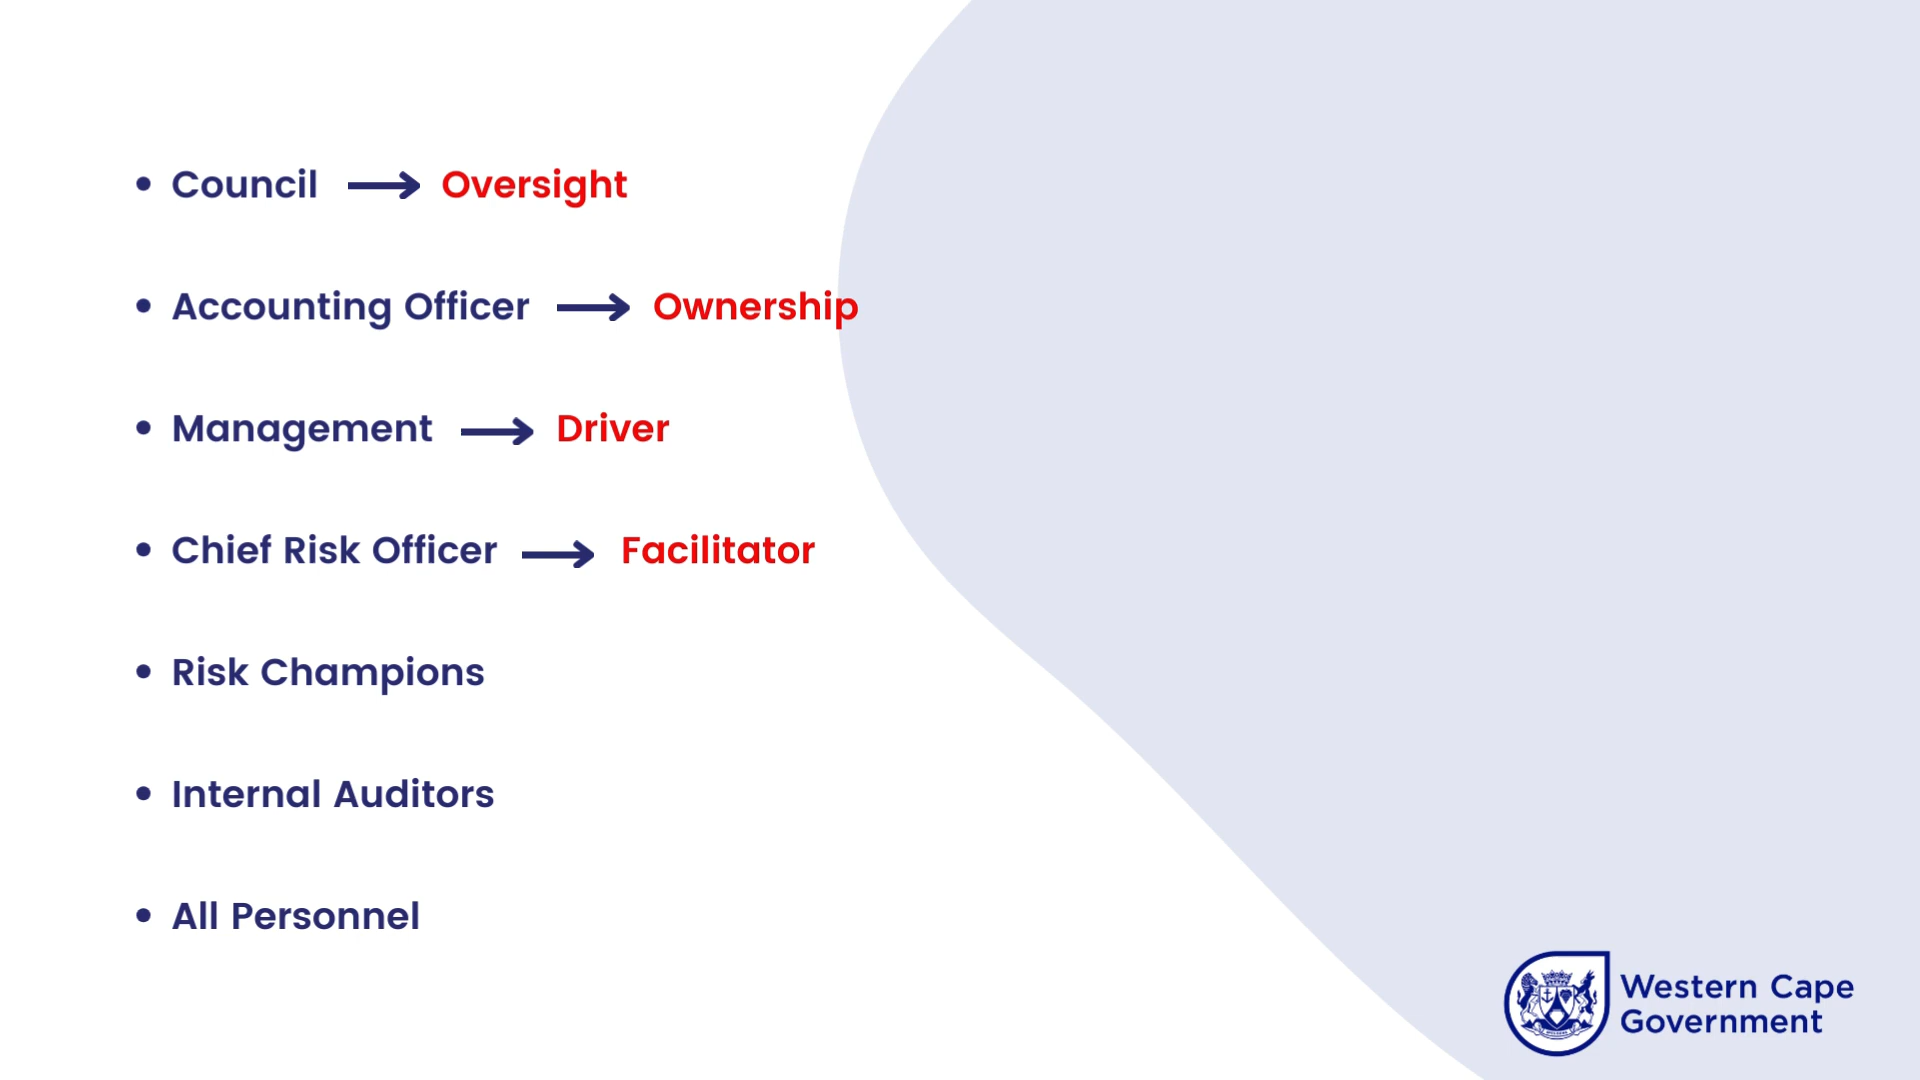 • Council → Oversight
• Accounting Officer → Ownership
• Management → Driver
• Chief Risk Officer → Facilitator
• Risk Champions
• Internal Auditors
• All Personnel
Western Cape
Government